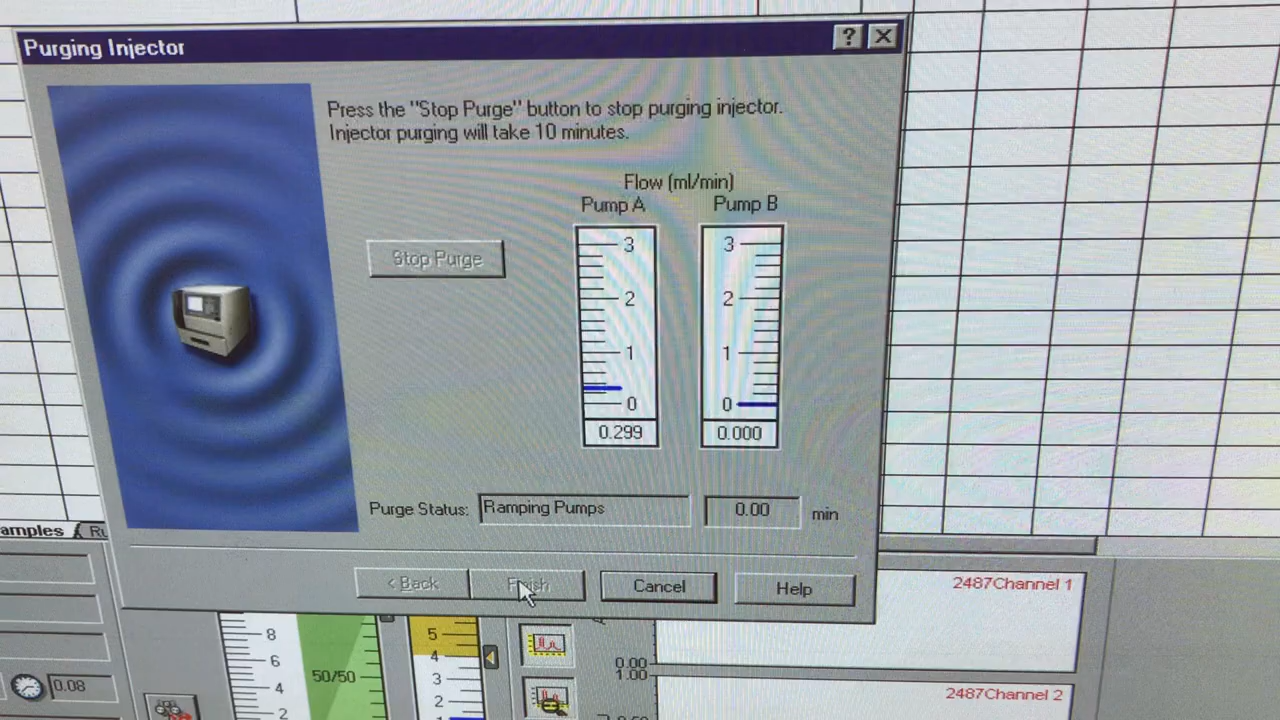 Purging Injector
?
Press the "Stop Purge" button to stop purging injector.
Injector purging will take 10 minutes.
Flow (ml/min)
Pump A Pump B
Stop Purge
3 3
2 2
1 1
0 0
0.299 0.000
Purge Status: Ramping Pumps 0.00 min
amples Ru
< Back Finish Cancel Help
2487Channel 1
8 5
6 4
50/50
4 3
2 2
0.08
0.00
1.00
2487Channel 2